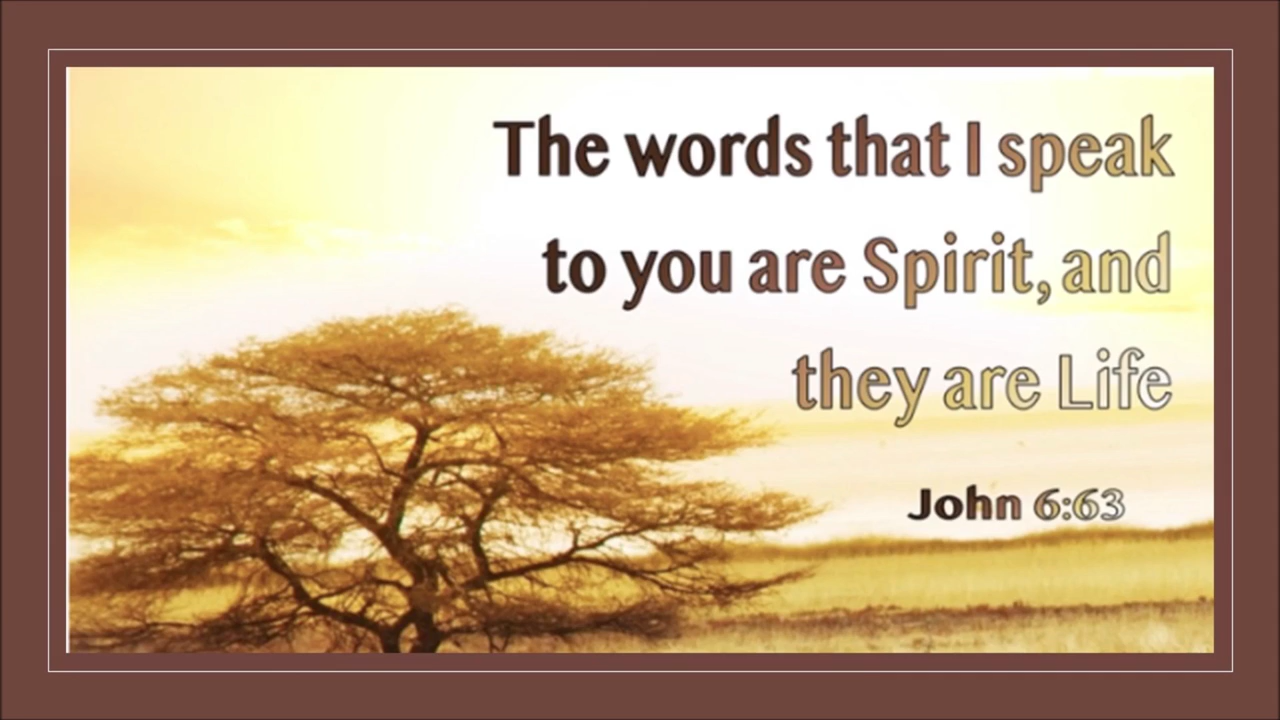 The words that I speak
to you are Spirit, and
they are Life
John 6:63